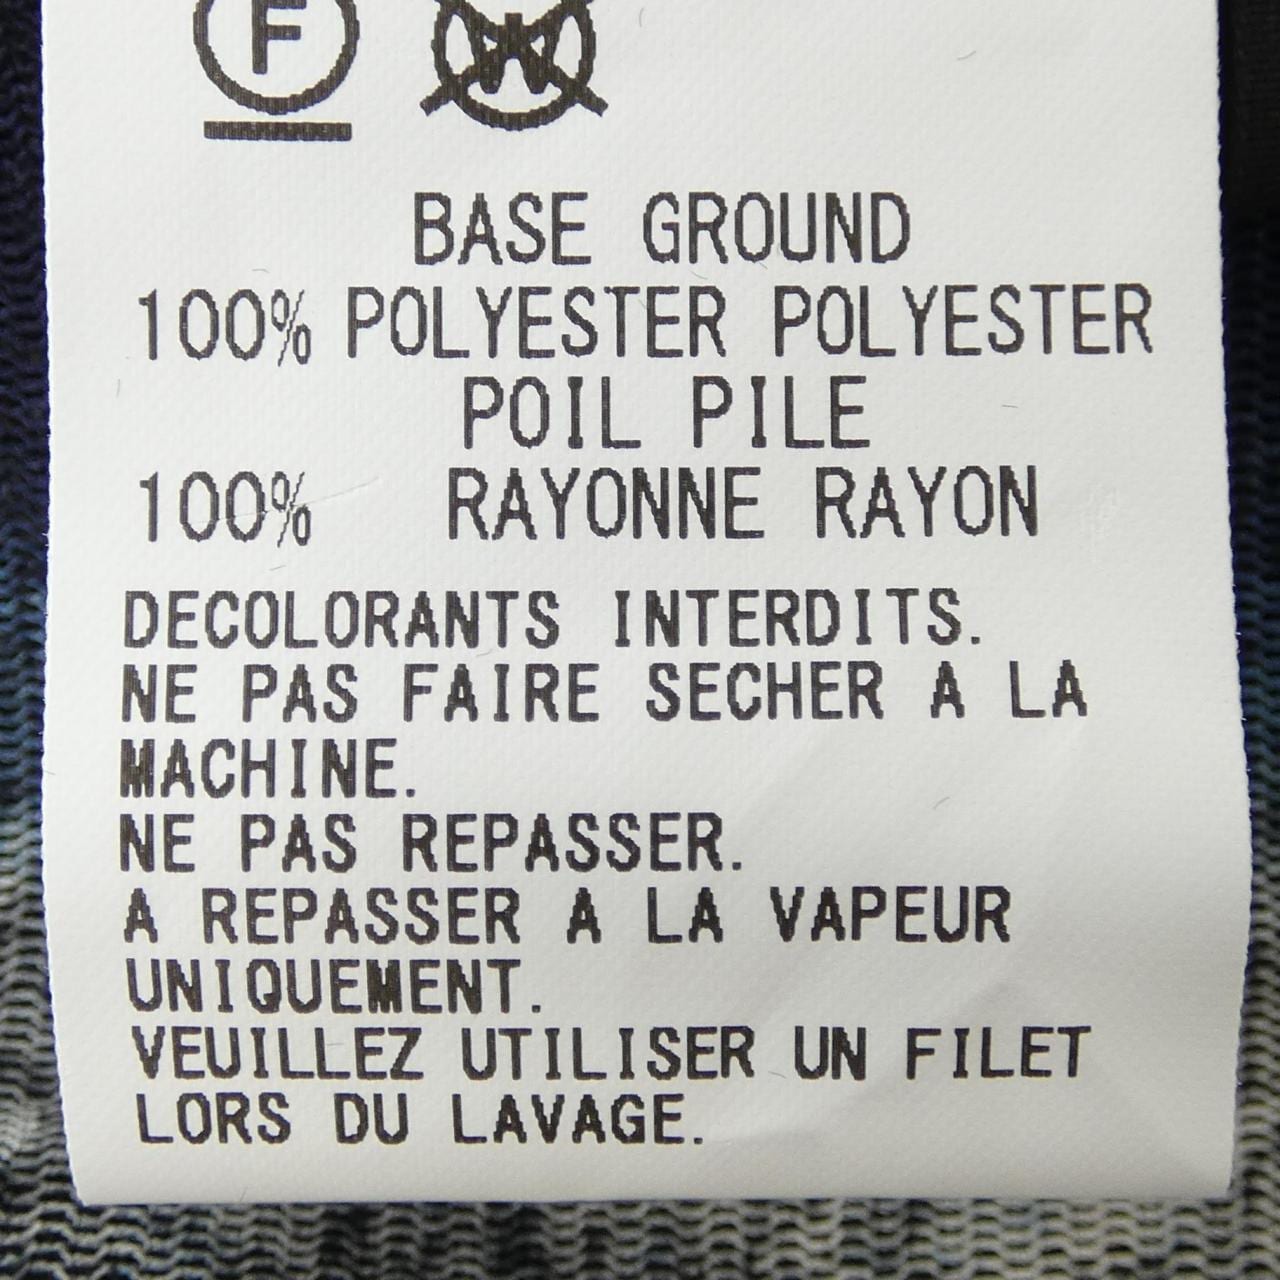 F
W
BASE GROUND
100% POLYESTER POLYESTER
POIL PILE
100% RAYONNE RAYON
DECOLORANTS INTERDITS.
NE PAS FAIRE SECHER A LA
MACHINE.
NE PAS REPASSER.
A REPASSER A LA VAPEUR
UNIQUEMENT.
VEUILLEZ UTILISER UN FILET
LORS DU LAVAGE.